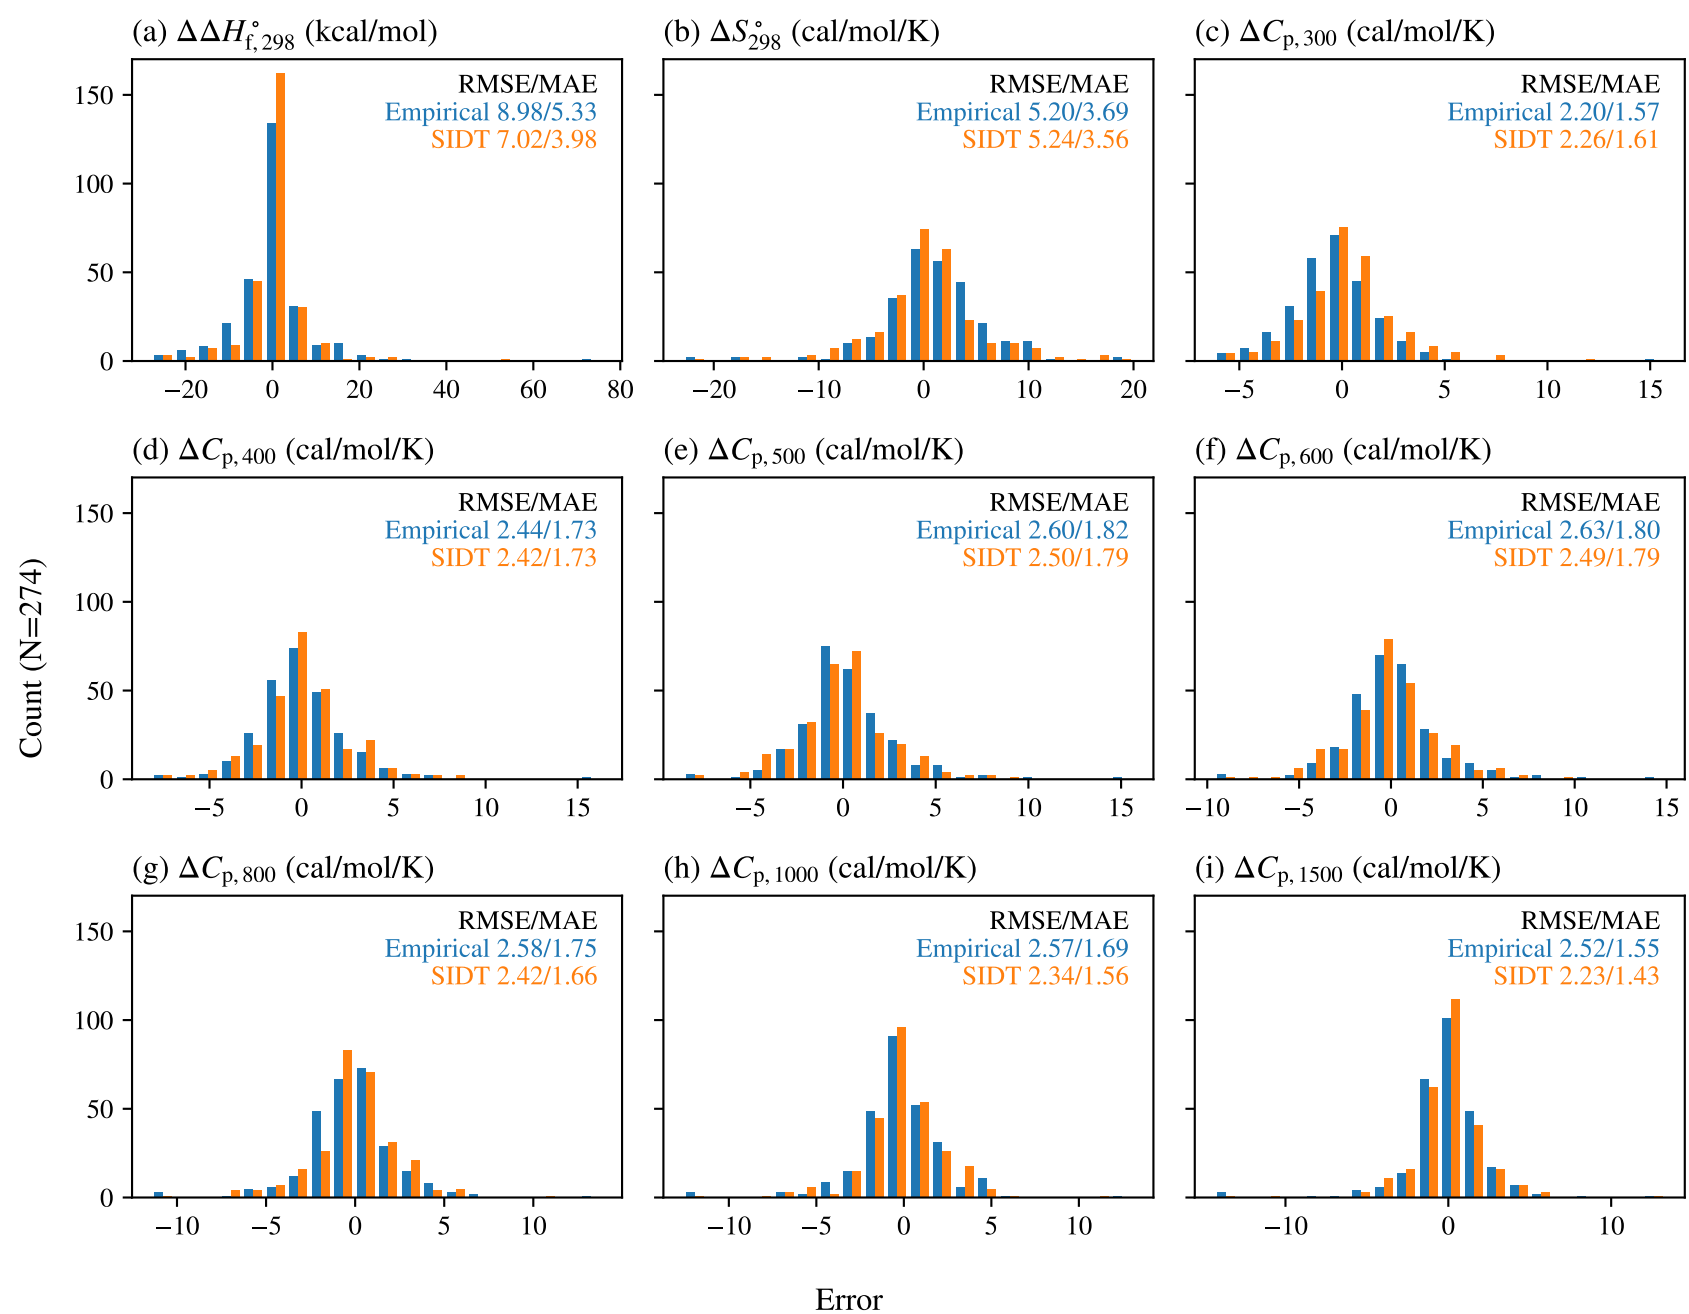 (a) ΔΔH°f,298 (kcal/mol)
RMSE/MAE
Empirical 8.98/5.33
SIDT 7.02/3.98
150
100
50
0
−20 0 20 40 60 80
(b) ΔS°298 (cal/mol/K)
RMSE/MAE
Empirical 5.20/3.69
SIDT 5.24/3.56
−20 −10 0 10 20
(c) ΔCp,300 (cal/mol/K)
RMSE/MAE
Empirical 2.20/1.57
SIDT 2.26/1.61
−5 0 5 10 15
(d) ΔCp,400 (cal/mol/K)
RMSE/MAE
Empirical 2.44/1.73
SIDT 2.42/1.73
150
100
50
0
−5 0 5 10 15
(e) ΔCp,500 (cal/mol/K)
RMSE/MAE
Empirical 2.60/1.82
SIDT 2.50/1.79
−5 0 5 10 15
(f) ΔCp,600 (cal/mol/K)
RMSE/MAE
Empirical 2.63/1.80
SIDT 2.49/1.79
−10 −5 0 5 10 15
(g) ΔCp,800 (cal/mol/K)
RMSE/MAE
Empirical 2.58/1.75
SIDT 2.42/1.66
150
100
50
0
−10 −5 0 5 10
(h) ΔCp,1000 (cal/mol/K)
RMSE/MAE
Empirical 2.57/1.69
SIDT 2.34/1.56
−10 −5 0 5 10
(i) ΔCp,1500 (cal/mol/K)
RMSE/MAE
Empirical 2.52/1.55
SIDT 2.23/1.43
−10 0 10
Count (N=274)
Error